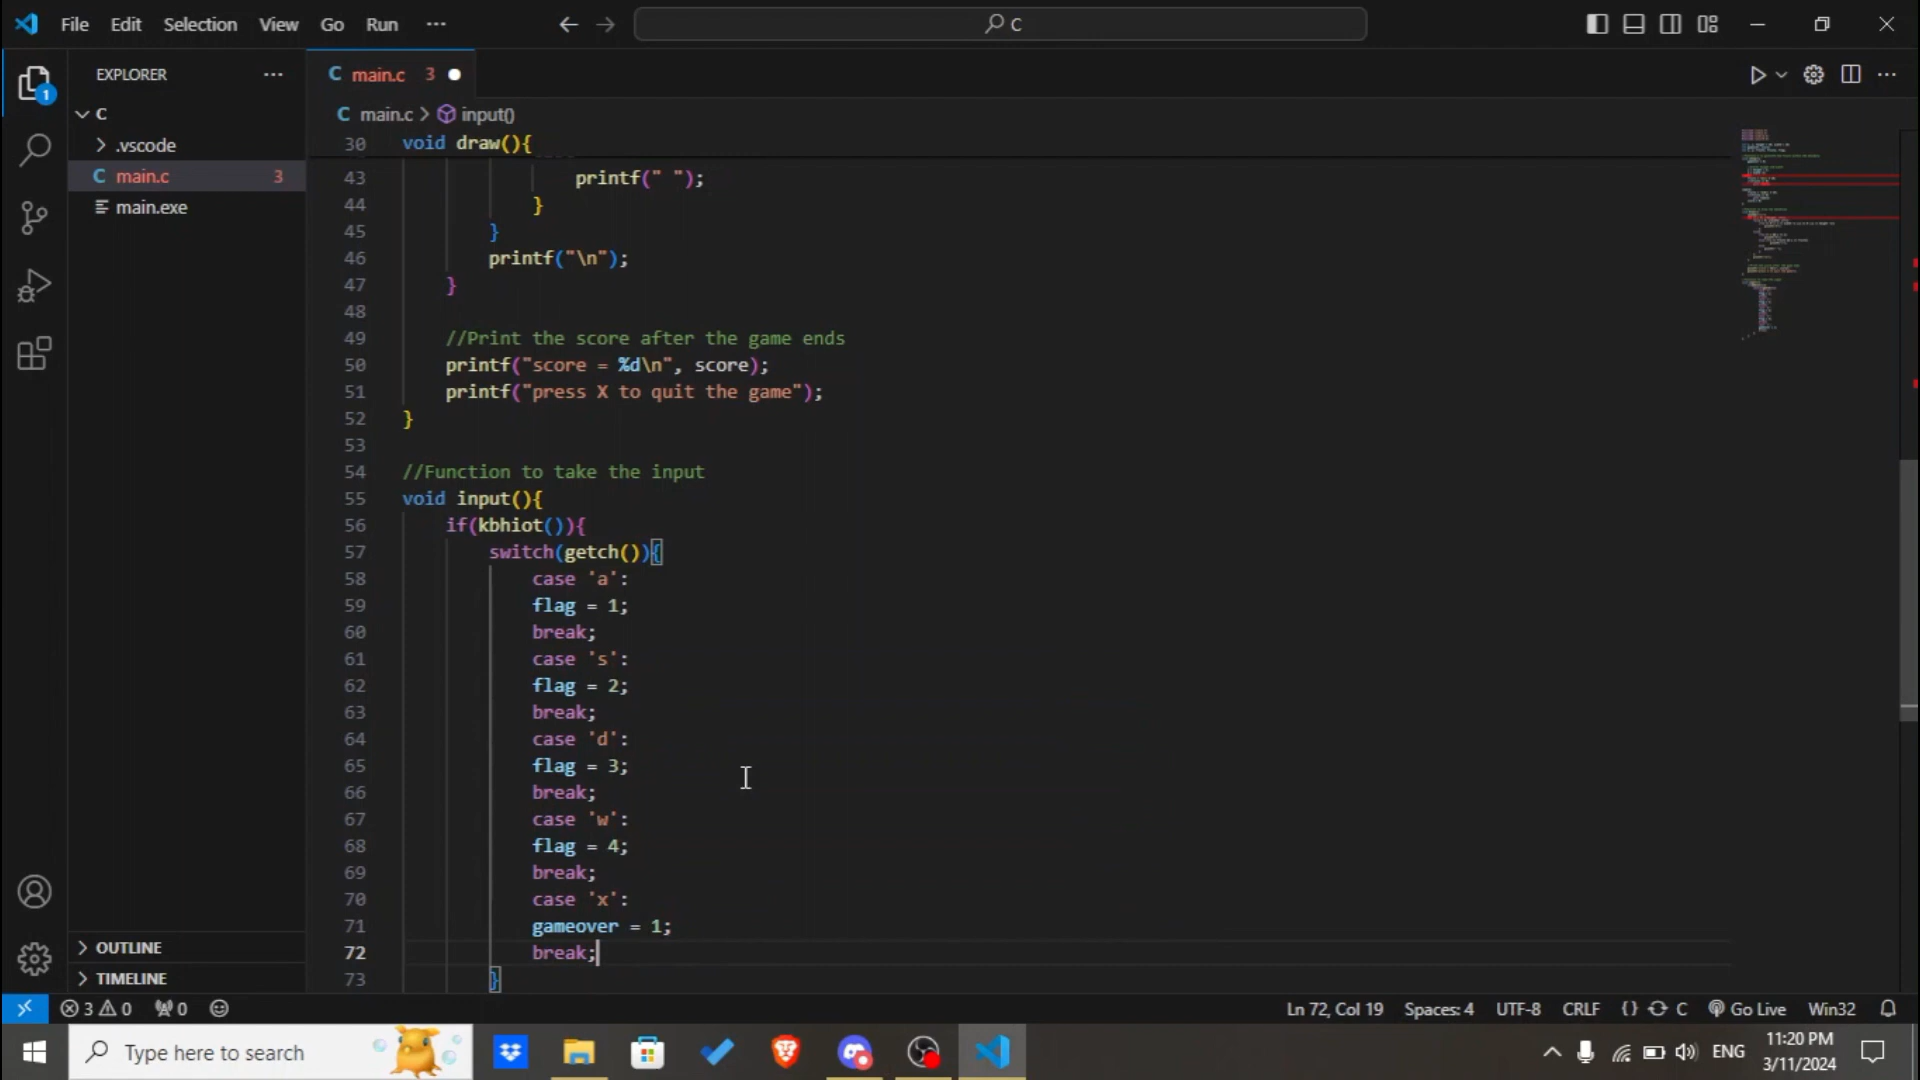 File Edit Selection View Go Run ··· C
EXPLORER ···
C main.c 3
C main.c > input()
C
.vscode
C main.c 3
main.exe
30 void draw(){
43 printf(" ");
44 }
45 }
46 printf("\n");
47 }
48
49 //Print the score after the game ends
50 printf("score = %d\n", score);
51 printf("press X to quit the game");
52 }
53
54 //Function to take the input
55 void input(){
56 if(kbhiot()){
57 switch(getch()){
58 case 'a':
59 flag = 1;
60 break;
61 case 's':
62 flag = 2;
63 break;
64 case 'd':
65 flag = 3;
66 break;
67 case 'w':
68 flag = 4;
69 break;
70 case 'x':
71 gameover = 1;
72 break;
73 }
1
OUTLINE
TIMELINE
3 0 0 Ln 72, Col 19 Spaces: 4 UTF-8 CRLF {} C Go Live Win32
Type here to search
ENG
11:20 PM
3/11/2024